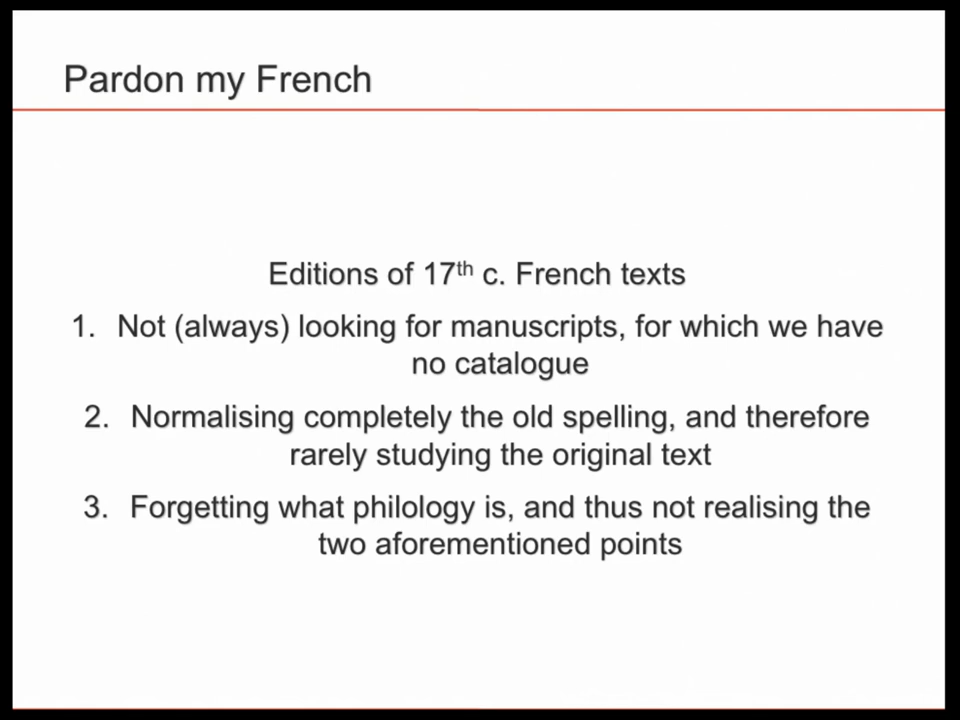 Pardon my French
Editions of 17th c. French texts
1. Not (always) looking for manuscripts, for which we have
no catalogue
2. Normalising completely the old spelling, and therefore
rarely studying the original text
3. Forgetting what philology is, and thus not realising the
two aforementioned points